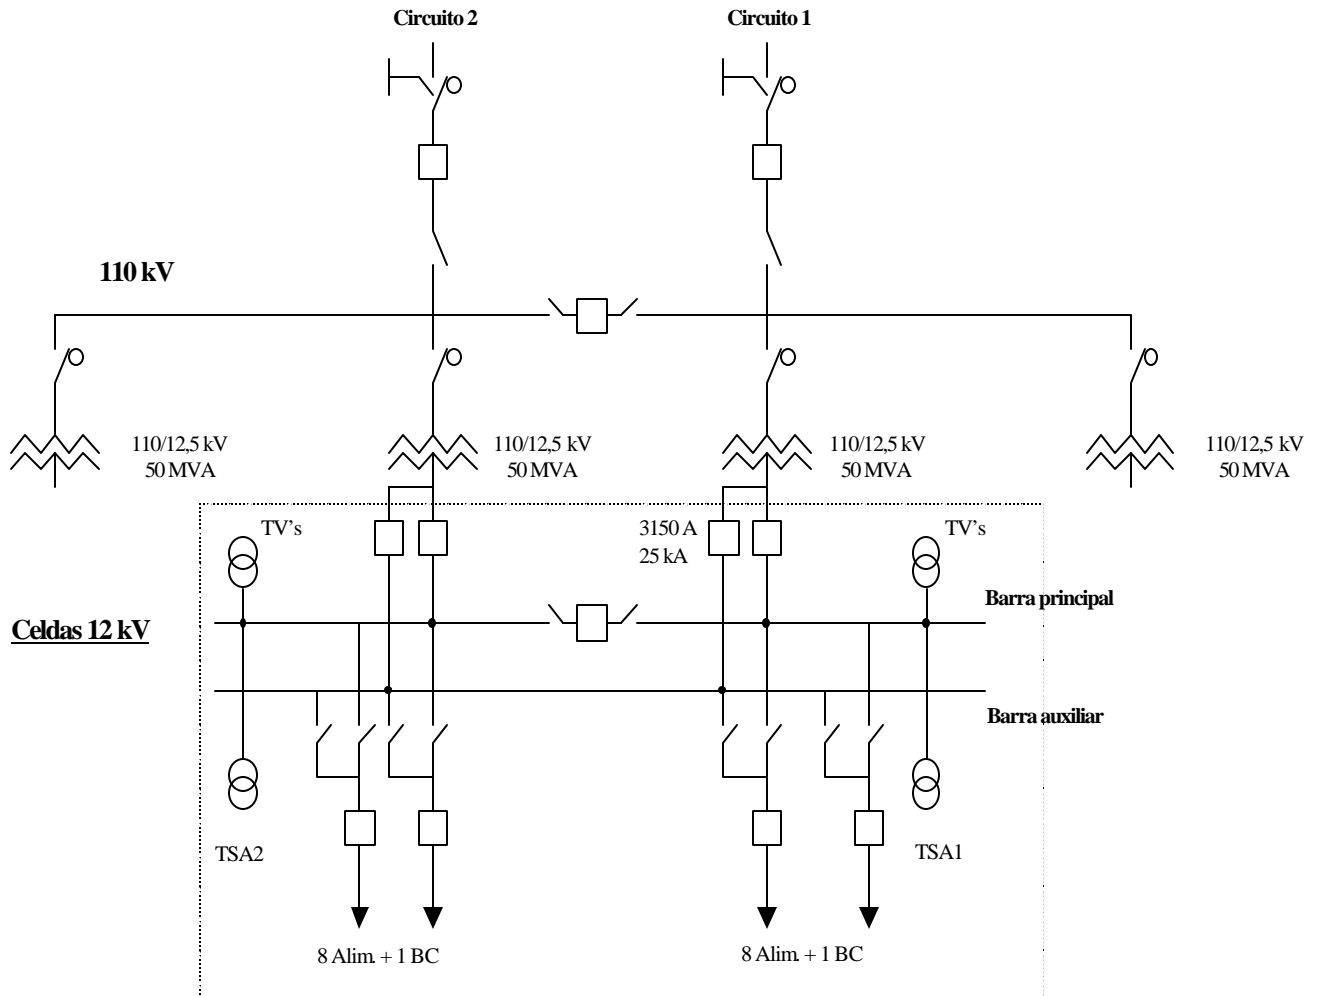 Circuito 2
Circuito 1
110 kV
110/12,5 kV
50 MVA
110/12,5 kV
50 MVA
110/12,5 kV
50 MVA
110/12,5 kV
50 MVA
TV's
3150 A
25 kA
TV's
Barra principal
Celdas 12 kV
Barra auxiliar
TSA2
TSA1
8 Alim. + 1 BC
8 Alim. + 1 BC